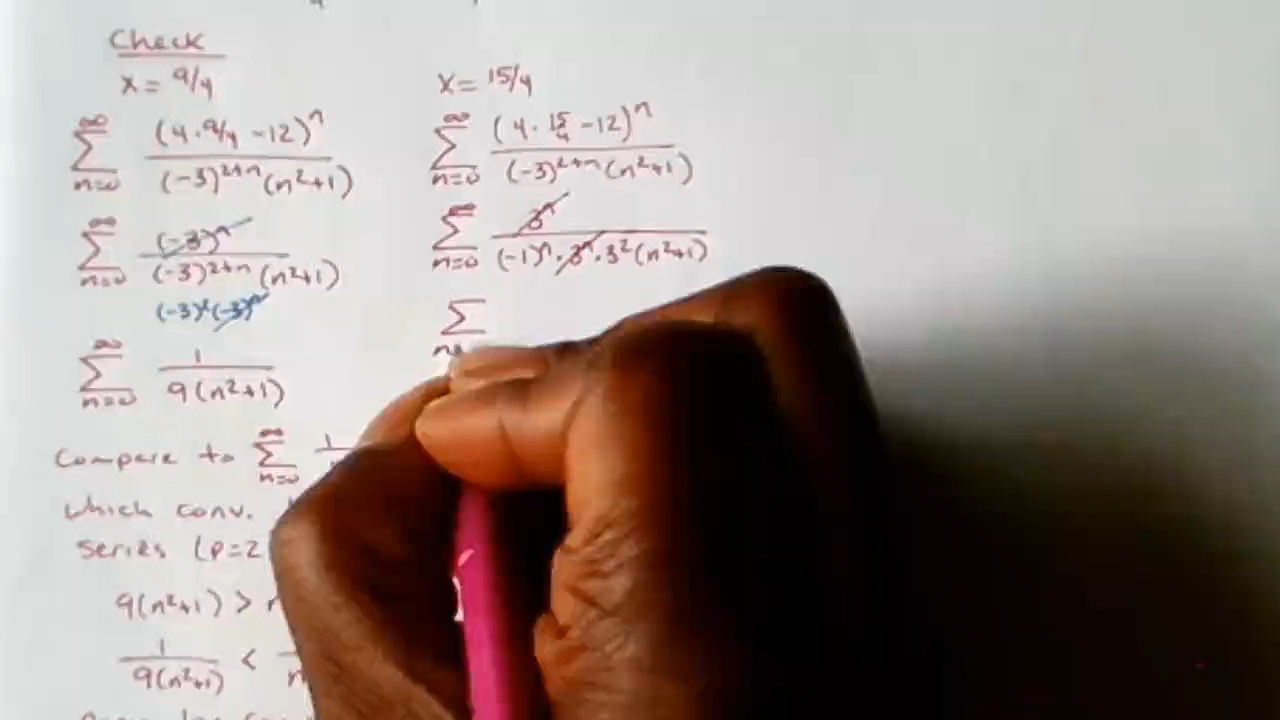 Check
x = 9/4
∞ ∑ n=0 (4·9/4 -12)^n / (-3)^2+n (n²+1)
∞ ∑ n=0 (-3)^n / (-3)^2+n (n²+1)
(-3)²(-3)^n
∞ ∑ n=0 1 / 9(n²+1)
Compare to ∞ ∑ n=0 1
which conv.
series (p=2
9(n²+1) >
1 / 9(n²+1) <
x = 15/4
∞ ∑ n=0 (4·15/4 -12)^n / (-3)^2+n (n²+1)
∞ ∑ n=0 3^n / (-1)^n·3^n·3²(n²+1)
∑